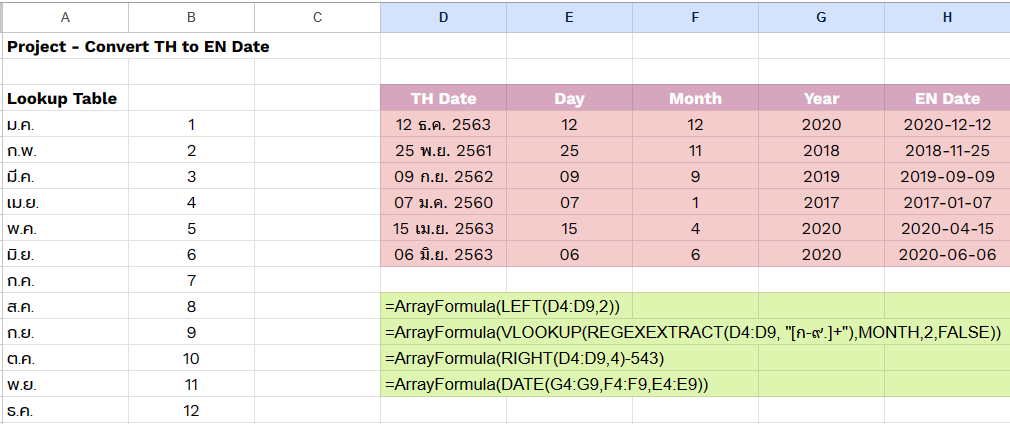 A B C D E F G H
Project - Convert TH to EN Date
Lookup Table TH Date Day Month Year EN Date
ม.ค. 1 12 ธ.ค. 2563 12 12 2020 2020-12-12
ก.พ. 2 25 พ.ย. 2561 25 11 2018 2018-11-25
มี.ค. 3 09 ก.ย. 2562 09 9 2019 2019-09-09
เม.ย. 4 07 ม.ค. 2560 07 1 2017 2017-01-07
พ.ค. 5 15 เม.ย. 2563 15 4 2020 2020-04-15
มิ.ย. 6 06 มิ.ย. 2563 06 6 2020 2020-06-06
ก.ค. 7
ส.ค. 8 =ArrayFormula(LEFT(D4:D9,2))
ก.ย. 9 =ArrayFormula(VLOOKUP(REGEXEXTRACT(D4:D9, "[ก-๙.]+"),MONTH,2,FALSE))
ต.ค. 10 =ArrayFormula(RIGHT(D4:D9,4)-543)
พ.ย. 11 =ArrayFormula(DATE(G4:G9,F4:F9,E4:E9))
ธ.ค. 12